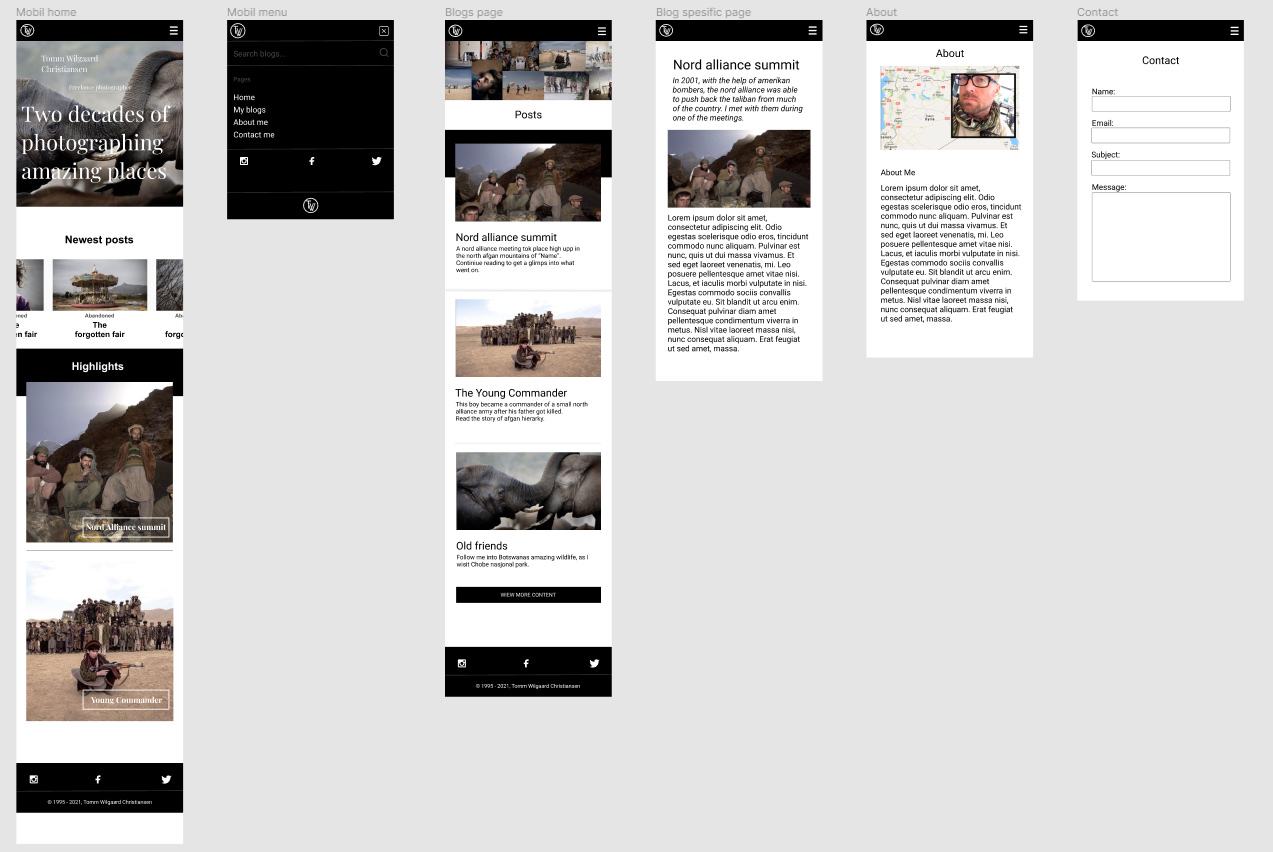 Mobil home
Tomm Wilgaard
Christiansen
Freelance photographer
Two decades of
photographing
amazing places
Newest posts
ned
Abandoned
Ab
e
The
n fair
forgotten fair
forg
Highlights
Nord Alliance summit
Young Commander
© 1995 - 2021, Tomm Wilgaard Christiansen
Mobil menu
Search blogs...
Pages
Home
My blogs
About me
Contact me
Blogs page
Posts
Nord alliance summit
A nord alliance meeting tok place high upp in
the north afgan mountains of "Name".
Continiue reading to get a glimps into what
went on.
The Young Commander
This boy became a commander of a small north
alliance army after his father got killed.
Read the story of afgan hierarky.
Old friends
Follow me into Botswanas amazing wildlife, as I
visit Chobe nasjonal park.
WIEW MORE CONTENT
© 1995 - 2021, Tomm Wilgaard Christiansen
Blog spesific page
Nord alliance summit
In 2001, with the help of amerikan
bombers, the nord alliance was able
to push back the taliban from much
of the country. I met with them during
one of the meetings.
Lorem ipsum dolor sit amet,
consectetur adipiscing elit. Odio
egestas scelerisque odio eros, tincidunt
commodo nunc aliquam. Pulvinar est
nunc, quis ut dui massa vivamus. Et
sed eget laoreet venenatis, mi. Leo
posuere pellentesque amet vitae nisi.
Lacus, et iaculis morbi vulputate in et.
Egestas commodo sociis convallis
vulputate eu. Sit blandit ut arcu enim.
Consequat pulvinar diam amet
pellentesque condimentum viverra in
metus. Nisl vitae laoreet massa nisi,
nunc consequat aliquam. Erat feugiat
ut sed amet, massa.
About
About
About Me
Lorem ipsum dolor sit amet,
consectetur adipiscing elit. Odio
egestas scelerisque odio eros, tincidunt
commodo nunc aliquam. Pulvinar est
nunc, quis ut dui massa vivamus. Et
sed eget laoreet venenatis, mi. Leo
posuere pellentesque amet vitae nisi.
Lacus, et iaculis morbi vulputate in et.
Egestas commodo sociis convallis
vulputate eu. Sit blandit ut arcu enim.
Consequat pulvinar diam amet
pellentesque condimentum viverra in
metus. Nisl vitae laoreet massa nisi,
nunc consequat aliquam. Erat feugiat
ut sed amet, massa.
Contact
Contact
Name:
Email:
Subject:
Message: